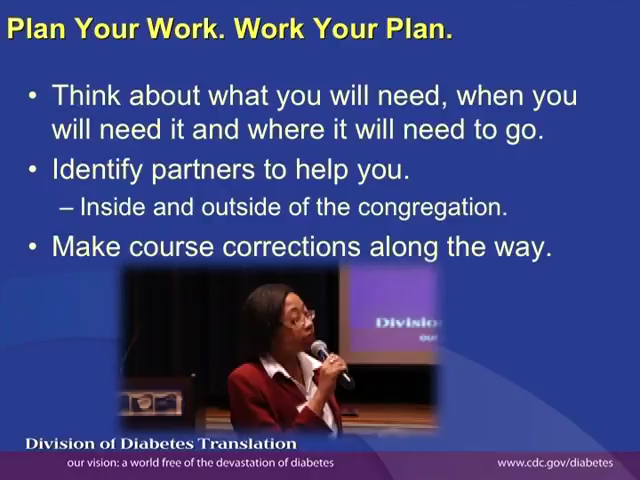 Plan Your Work. Work Your Plan.
• Think about what you will need, when you
will need it and where it will need to go.
• Identify partners to help you.
– Inside and outside of the congregation.
• Make course corrections along the way.
Divisio
ou
Division of Diabetes Translation
our vision: a world free of the devastation of diabetes
www.cdc.gov/diabetes